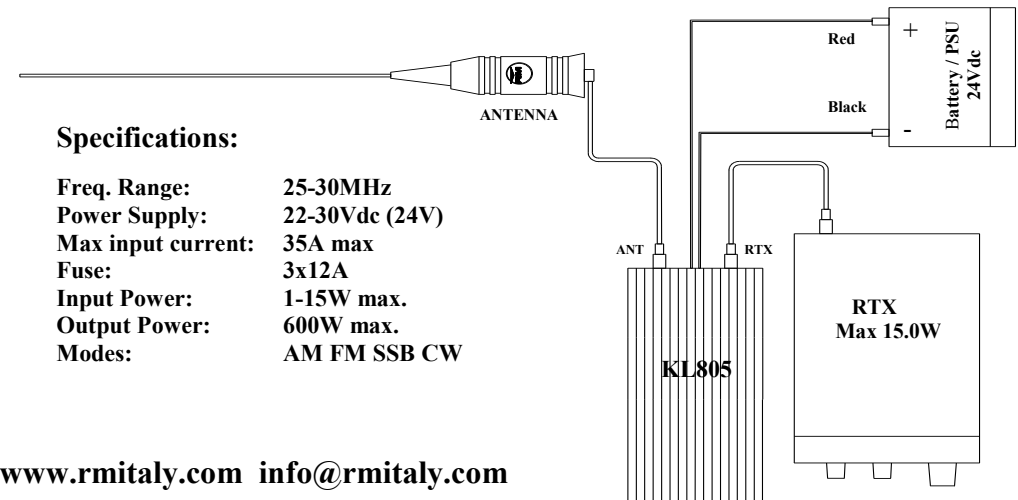 Red
+
Battery / PSU
24Vdc
Black
-
ANTENNA
Specifications:
Freq. Range: 25-30MHz
Power Supply: 22-30Vdc (24V)
Max input current: 35A max
Fuse: 3x12A
Input Power: 1-15W max.
Output Power: 600W max.
Modes: AM FM SSB CW
ANT
RTX
RTX
Max 15.0W
KL805
www.rmitaly.com info@rmitaly.com